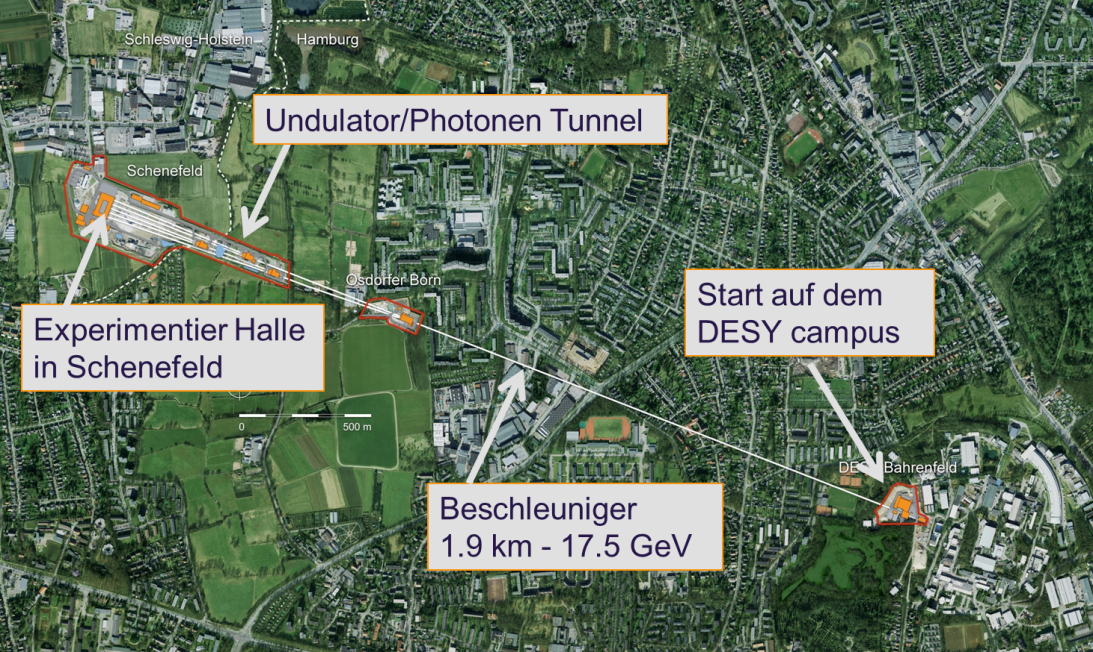 Schleswig-Holstein
Hamburg
Undulator/Photonen Tunnel
Schenefeld
Osdorfer Born
Start auf dem
DESY campus
Experimentier Halle
in Schenefeld
0
500 m
Bahrenfeld
Beschleuniger
1.9 km - 17.5 GeV